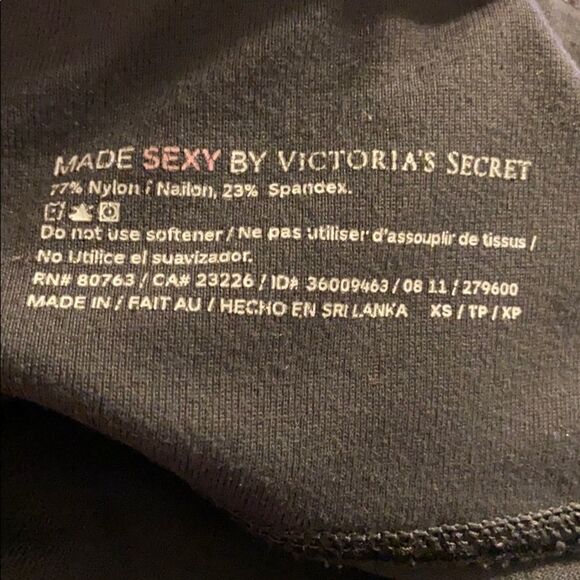 MADE SEXY BY VICTORIA'S SECRET
77% Nylon / Nailon, 23% Spandex.
Do not use softener / Ne pas utiliser d'assouplir de tissus /
No Utilice el suavizador.
RN# 80763 / CA# 23226 / ID# 36009463 / 08 11 / 279600
MADE IN / FAIT AU / HECHO EN SRI LANKA XS / TP / XP